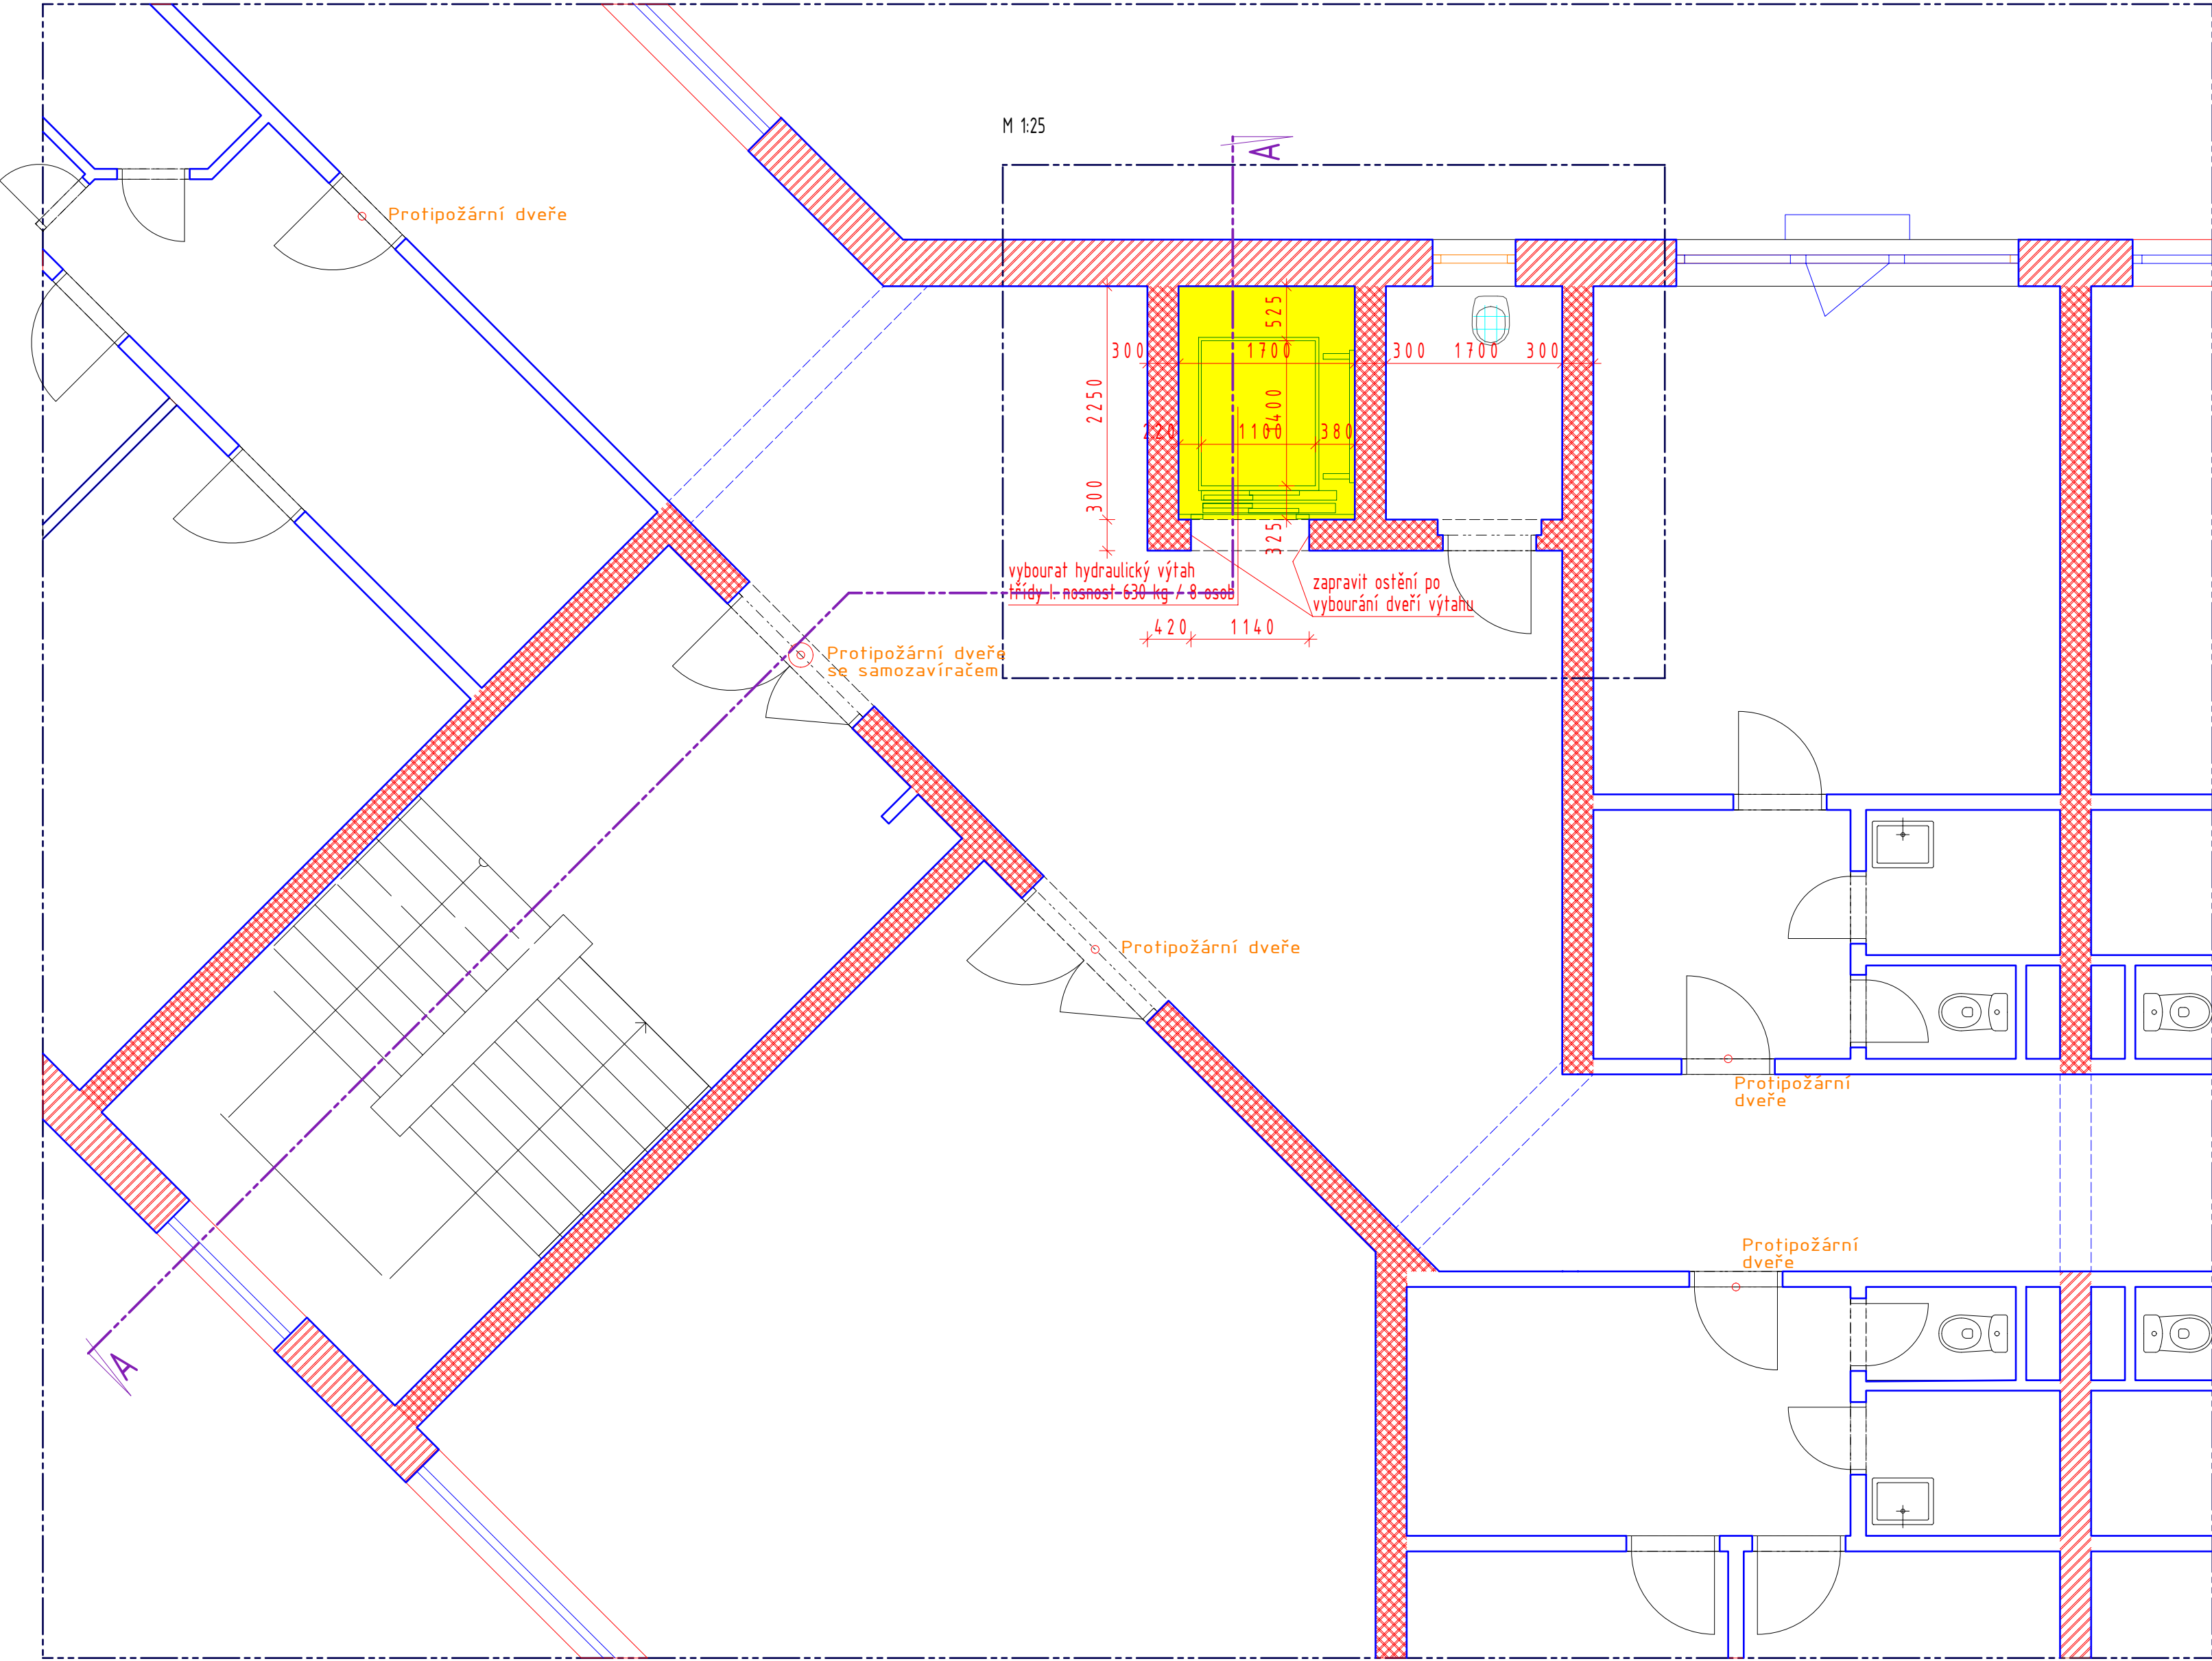 M 1:25
A
Protipožární dveře
525
300
1700
300
1700
300
2250
1400
220
1100
380
300
325
vybourat hydraulický výtah
třídy I. nosnost 630 kg / 8 osob
zapravit ostění po
vybourání dveří výtahu
420
1140
Protipožární dveře
se samozavíračem
Protipožární dveře
Protipožární
dveře
Protipožární
dveře
A